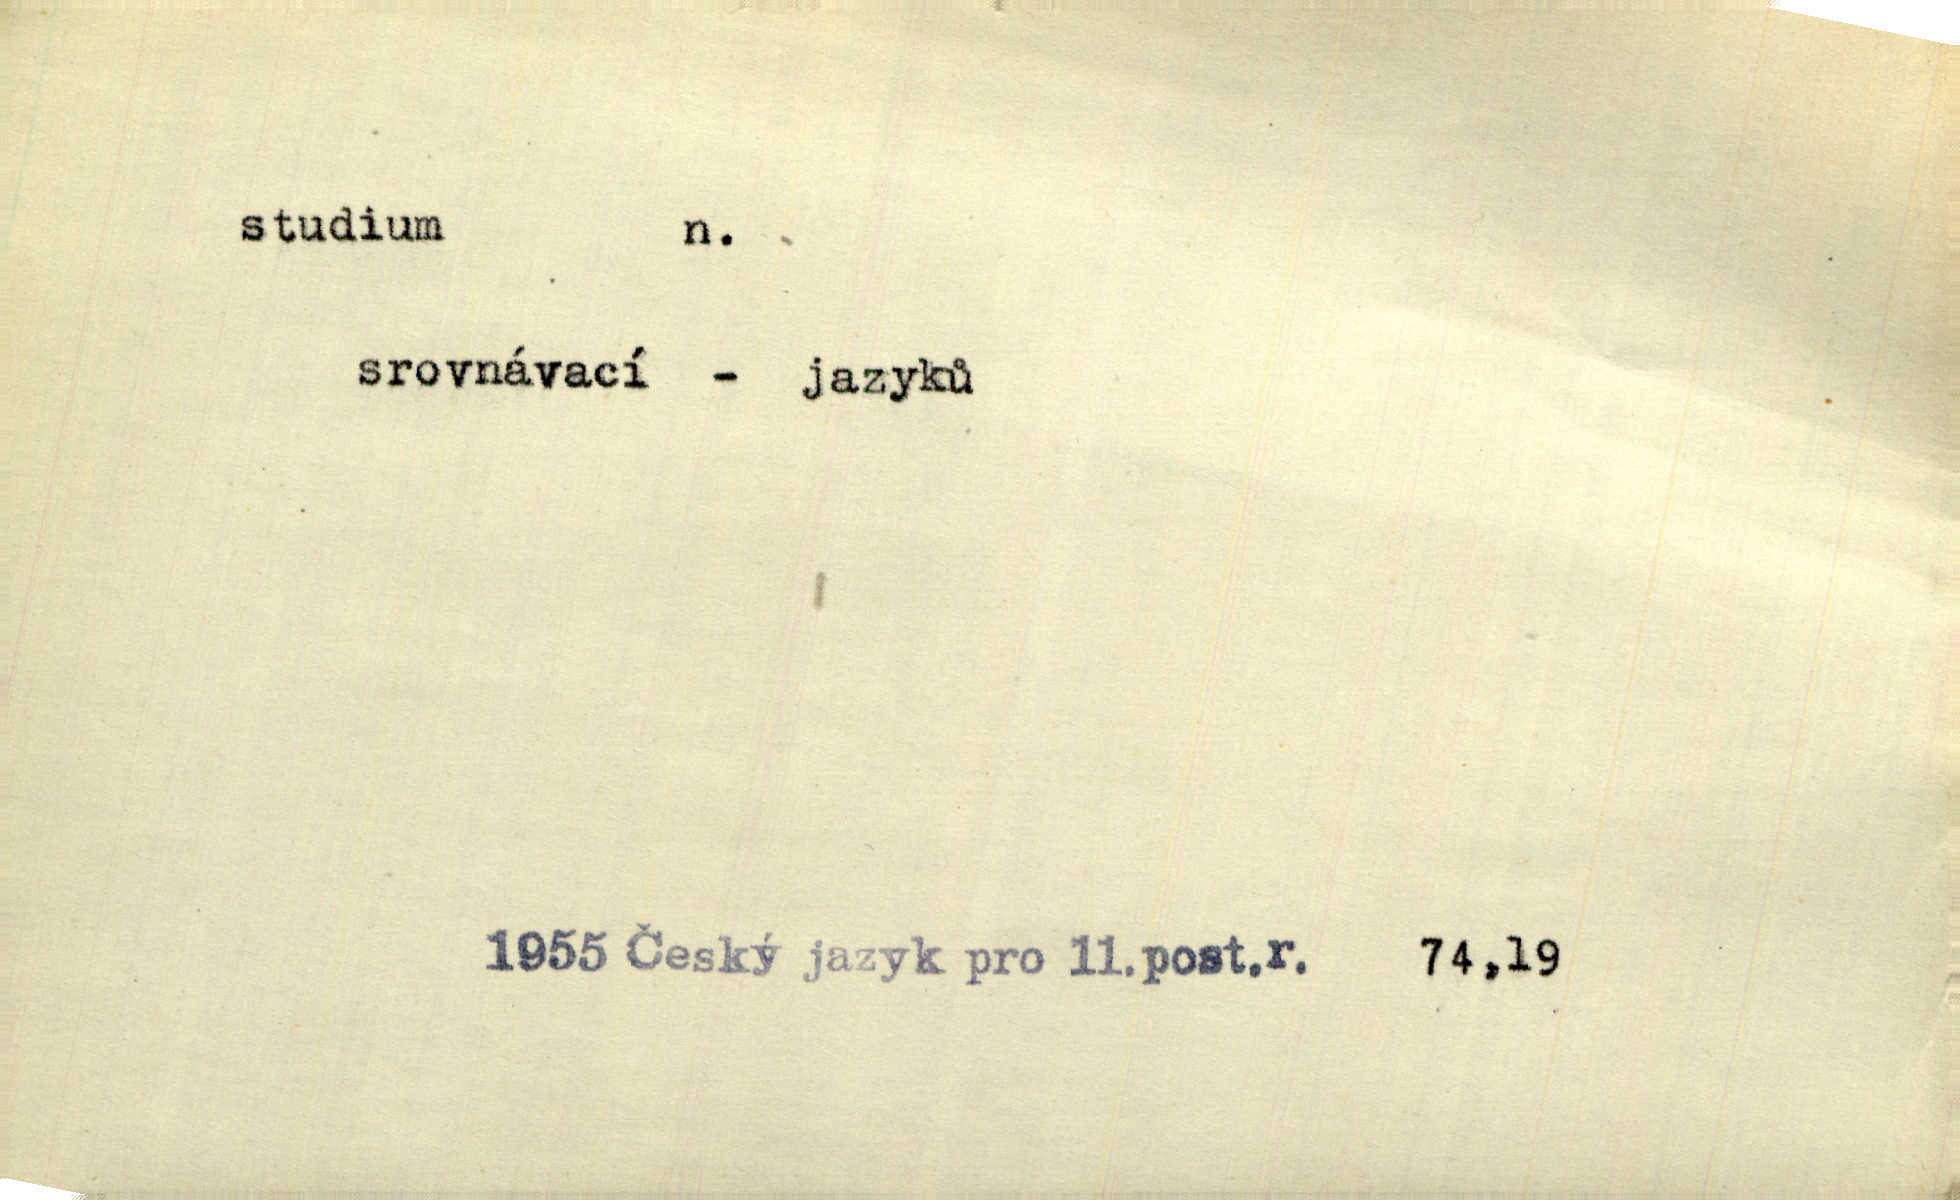 studium n.
srovnávací - jazyků
1955 Český jazyk pro 11.post.r. 74,19